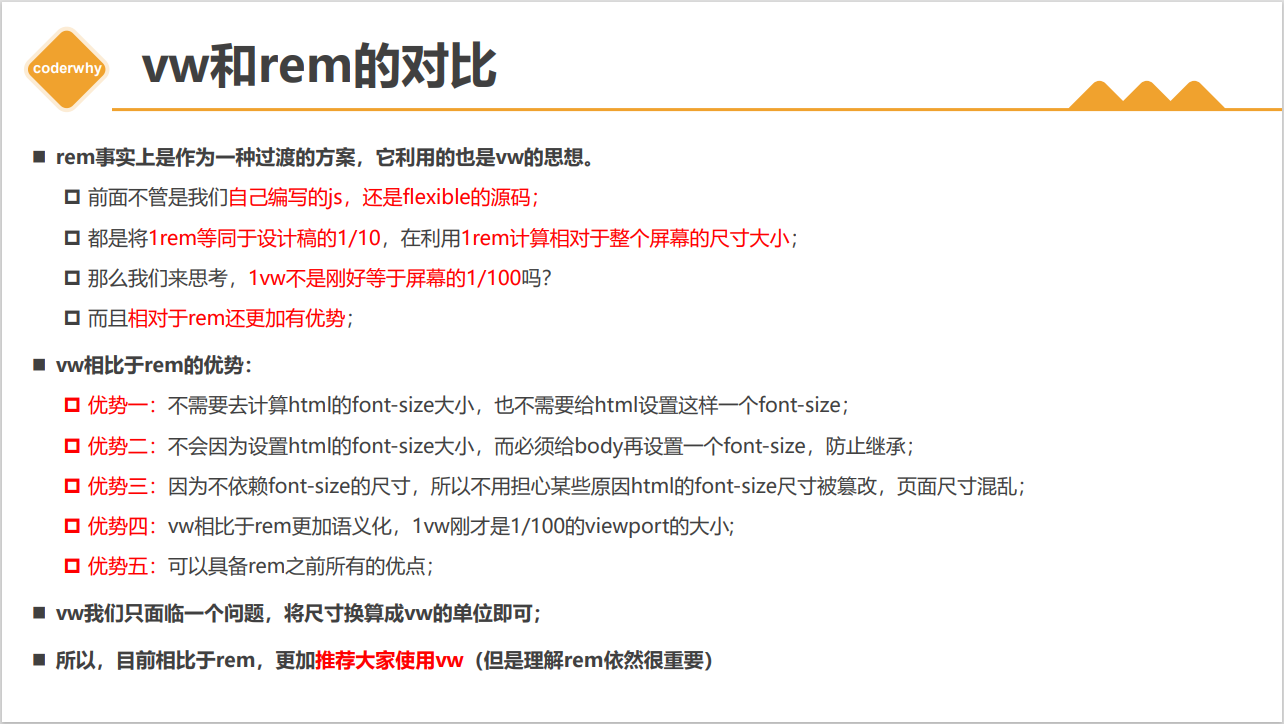 coderwhy
vw和rem的对比
rem事实上是作为一种过渡的方案，它利用的也是vw的思想。
前面不管是我们自己编写的js，还是flexible的源码；
都是将1rem等同于设计稿的1/10，在利用1rem计算相对于整个屏幕的尺寸大小；
那么我们来思考，1vw不是刚好等于屏幕的1/100吗？
而且相对于rem还更加有优势；
vw相比于rem的优势：
优势一：不需要去计算html的font-size大小，也不需要给html设置这样一个font-size；
优势二：不会因为设置html的font-size大小，而必须给body再设置一个font-size，防止继承；
优势三：因为不依赖font-size的尺寸，所以不用担心某些原因html的font-size尺寸被篡改，页面尺寸混乱；
优势四：vw相比于rem更加语义化，1vw刚才是1/100的viewport的大小;
优势五：可以具备rem之前所有的优点；
vw我们只面临一个问题，将尺寸换算成vw的单位即可；
所以，目前相比于rem，更加推荐大家使用vw（但是理解rem依然很重要）